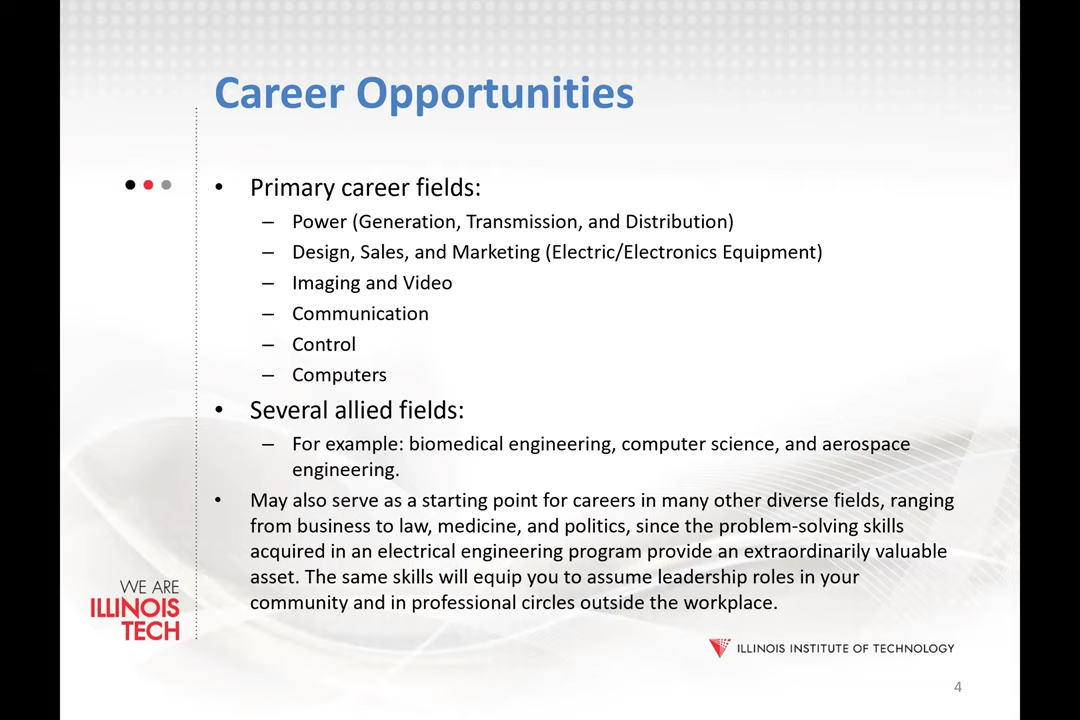 Career Opportunities
• Primary career fields:
– Power (Generation, Transmission, and Distribution)
– Design, Sales, and Marketing (Electric/Electronics Equipment)
– Imaging and Video
– Communication
– Control
– Computers
• Several allied fields:
– For example: biomedical engineering, computer science, and aerospace
engineering.
• May also serve as a starting point for careers in many other diverse fields, ranging
from business to law, medicine, and politics, since the problem-solving skills
acquired in an electrical engineering program provide an extraordinarily valuable
asset. The same skills will equip you to assume leadership roles in your
community and in professional circles outside the workplace.
WE ARE
ILLINOIS
TECH
ILLINOIS INSTITUTE OF TECHNOLOGY
4